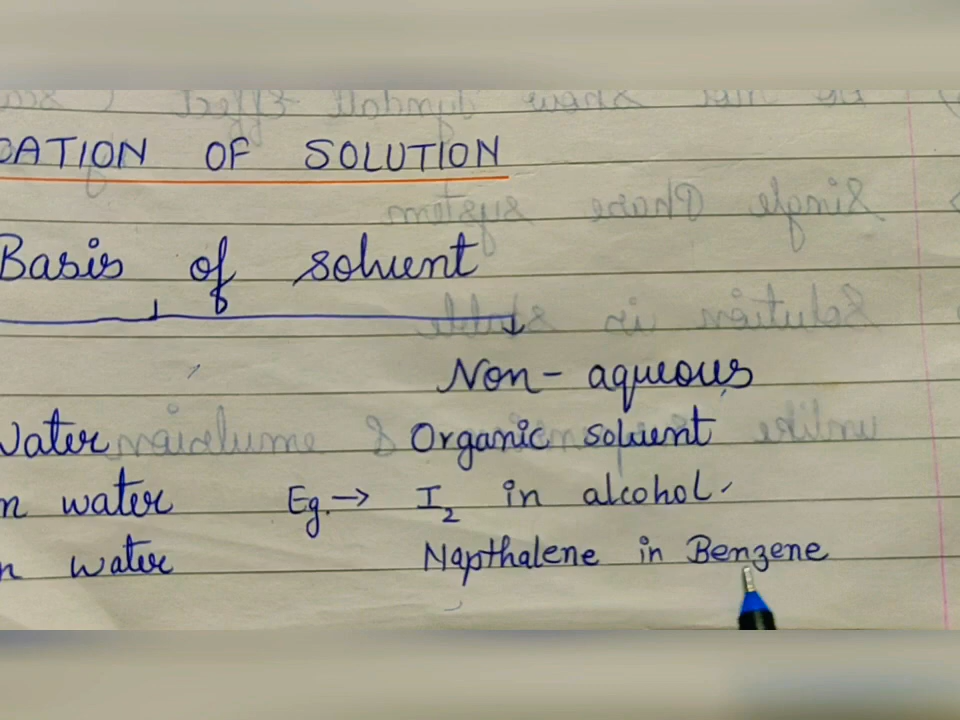 CATION OF SOLUTION
Basis of solvent
Non-aqueous
Water Organic solvent
n water Eg.→ I₂ in alcohol
n water Napthalene in Benzene